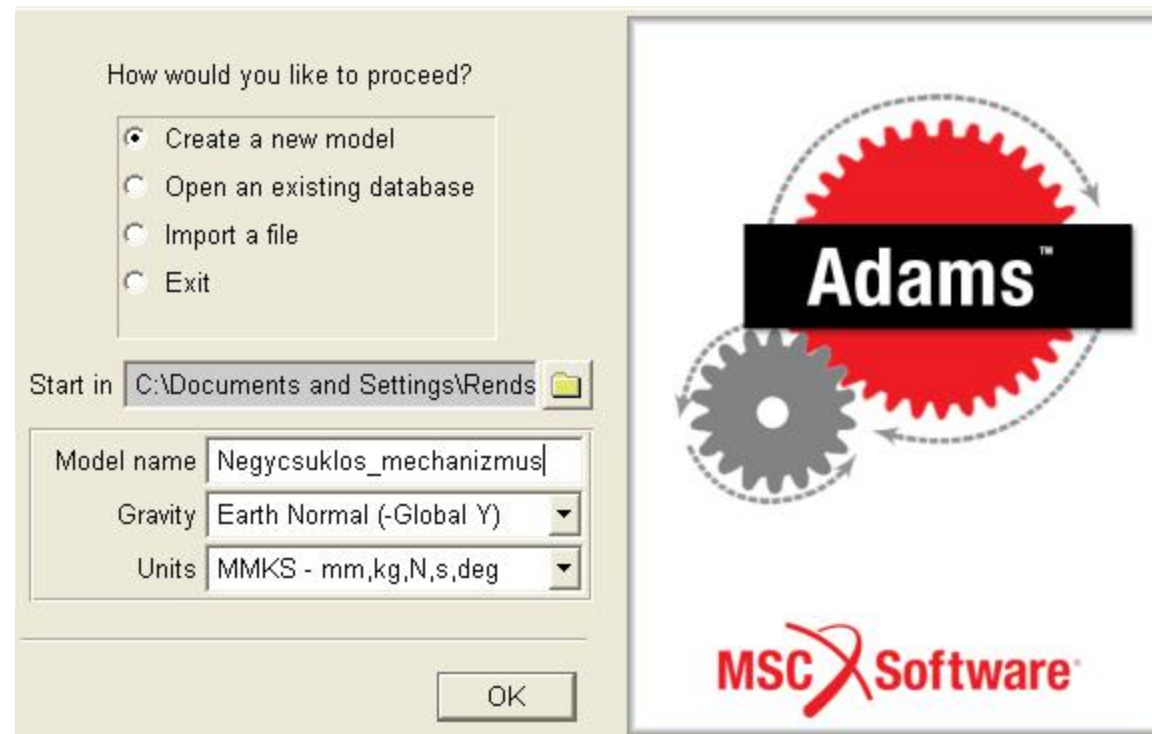 How would you like to proceed?
Create a new model
Open an existing database
Import a file
Exit
Start in C:\Documents and Settings\Rends
Model name Negycsuklos_mechanizmus
Gravity Earth Normal (-Global Y)
Units MMKS - mm,kg,N,s,deg
OK
Adams™
MSC Software